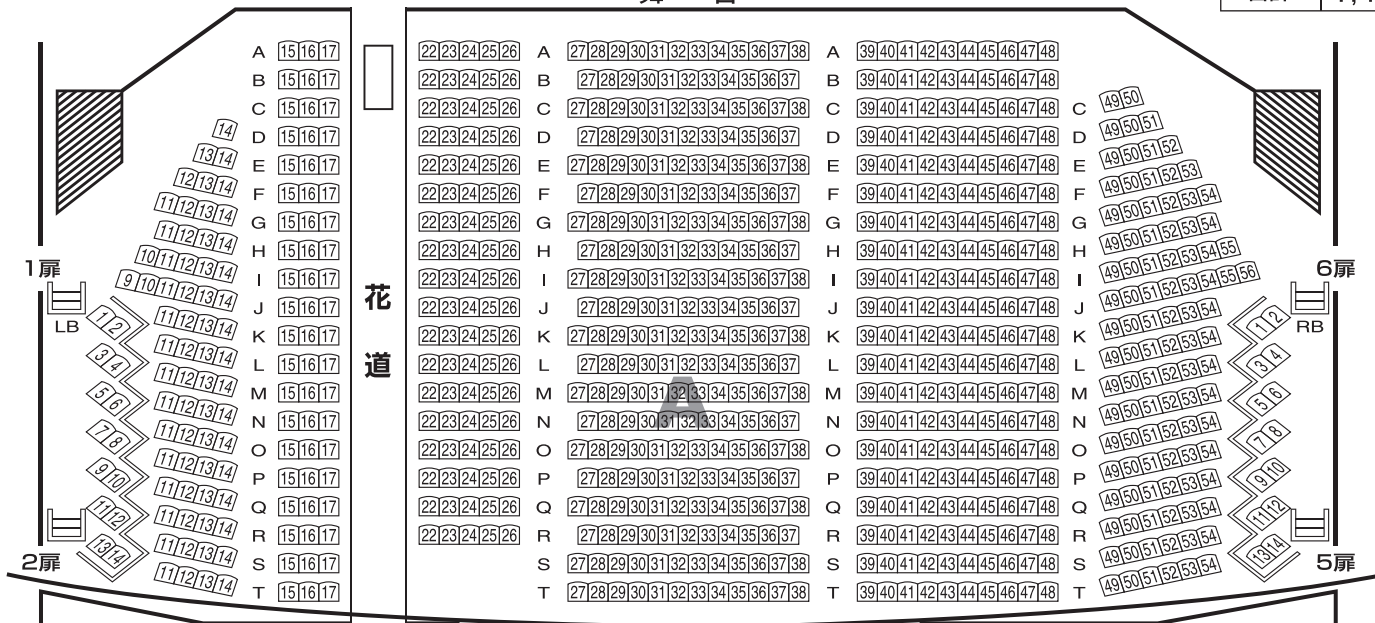 A 15 16 17 22 23 24 25 26 A 27 28 29 30 31 32 33 34 35 36 37 38 A 39 40 41 42 43 44 45 46 47 48
B 15 16 17 22 23 24 25 26 B 27 28 29 30 31 32 33 34 35 36 37 B 39 40 41 42 43 44 45 46 47 48
C 15 16 17 22 23 24 25 26 C 27 28 29 30 31 32 33 34 35 36 37 38 C 39 40 41 42 43 44 45 46 47 48 C 49 50
14 D 15 16 17 22 23 24 25 26 D 27 28 29 30 31 32 33 34 35 36 37 D 39 40 41 42 43 44 45 46 47 48 D 49 50 51
13 14 E 15 16 17 22 23 24 25 26 E 27 28 29 30 31 32 33 34 35 36 37 38 E 39 40 41 42 43 44 45 46 47 48 E 49 50 51 52
12 13 14 F 15 16 17 22 23 24 25 26 F 27 28 29 30 31 32 33 34 35 36 37 F 39 40 41 42 43 44 45 46 47 48 F 49 50 51 52 53
11 12 13 14 G 15 16 17 22 23 24 25 26 G 27 28 29 30 31 32 33 34 35 36 37 38 G 39 40 41 42 43 44 45 46 47 48 G 49 50 51 52 53 54
11 12 13 14 H 15 16 17 22 23 24 25 26 H 27 28 29 30 31 32 33 34 35 36 37 H 39 40 41 42 43 44 45 46 47 48 H 49 50 51 52 53 54
10 11 12 13 14 I 15 16 17 22 23 24 25 26 I 27 28 29 30 31 32 33 34 35 36 37 38 I 39 40 41 42 43 44 45 46 47 48 I 49 50 51 52 53 54 55
9 10 11 12 13 14 J 15 16 17 22 23 24 25 26 J 27 28 29 30 31 32 33 34 35 36 37 J 39 40 41 42 43 44 45 46 47 48 J 49 50 51 52 53 54 55 56
11 12 13 14 K 15 16 17 22 23 24 25 26 K 27 28 29 30 31 32 33 34 35 36 37 38 K 39 40 41 42 43 44 45 46 47 48 K 49 50 51 52 53 54
11 12 13 14 L 15 16 17 22 23 24 25 26 L 27 28 29 30 31 32 33 34 35 36 37 L 39 40 41 42 43 44 45 46 47 48 L 49 50 51 52 53 54
11 12 13 14 M 15 16 17 22 23 24 25 26 M 27 28 29 30 31 32 33 34 35 36 37 38 M 39 40 41 42 43 44 45 46 47 48 M 49 50 51 52 53 54
11 12 13 14 N 15 16 17 22 23 24 25 26 N 27 28 29 30 31 32 33 34 35 36 37 N 39 40 41 42 43 44 45 46 47 48 N 49 50 51 52 53 54
11 12 13 14 O 15 16 17 22 23 24 25 26 O 27 28 29 30 31 32 33 34 35 36 37 38 O 39 40 41 42 43 44 45 46 47 48 O 49 50 51 52 53 54
11 12 13 14 P 15 16 17 22 23 24 25 26 P 27 28 29 30 31 32 33 34 35 36 37 P 39 40 41 42 43 44 45 46 47 48 P 49 50 51 52 53 54
11 12 13 14 Q 15 16 17 22 23 24 25 26 Q 27 28 29 30 31 32 33 34 35 36 37 38 Q 39 40 41 42 43 44 45 46 47 48 Q 49 50 51 52 53 54
11 12 13 14 R 15 16 17 22 23 24 25 26 R 27 28 29 30 31 32 33 34 35 36 37 R 39 40 41 42 43 44 45 46 47 48 R 49 50 51 52 53 54
11 12 13 14 S 15 16 17 S 27 28 29 30 31 32 33 34 35 36 37 38 S 39 40 41 42 43 44 45 46 47 48 S 49 50 51 52 53 54
11 12 13 14 T 15 16 17 T 27 28 29 30 31 32 33 34 35 36 37 38 T 39 40 41 42 43 44 45 46 47 48 T 49 50 51 52 53 54
花道
A
1扉
LB
1 2
3 4
5 6
7 8
9 10
11 12
13 14
2扉
6扉
RB
1 2
3 4
5 6
7 8
9 10
11 12
13 14
5扉